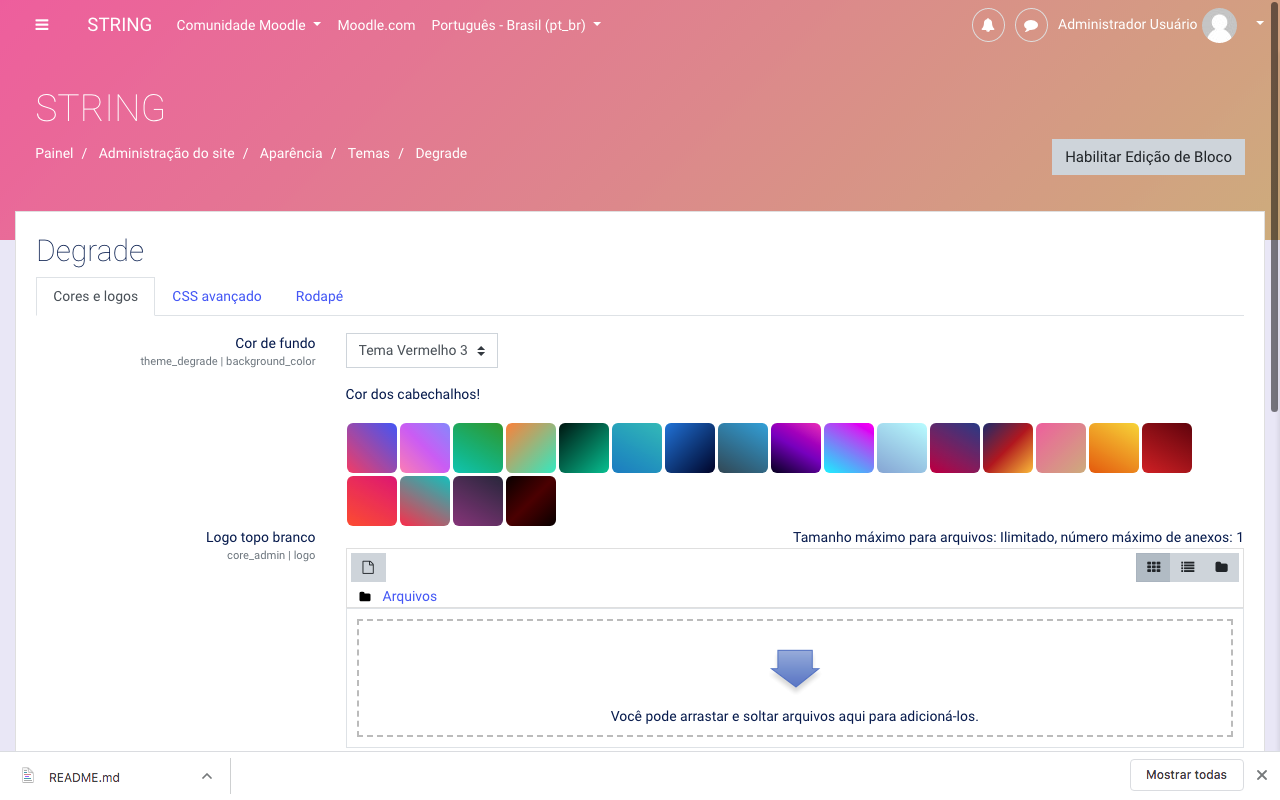 STRING Comunidade Moodle Moodle.com Português - Brasil (pt_br) Administrador Usuário
STRING
Painel / Administração do site / Aparência / Temas / Degrade
Habilitar Edição de Bloco
Degrade
Cores e logos CSS avançado Rodapé
Cor de fundo
theme_degrade | background_color
Tema Vermelho 3
Cor dos cabechalhos!
Logo topo branco
core_admin | logo
Tamanho máximo para arquivos: Ilimitado, número máximo de anexos: 1
Arquivos
Você pode arrastar e soltar arquivos aqui para adicioná-los.
README.md
Mostrar todas